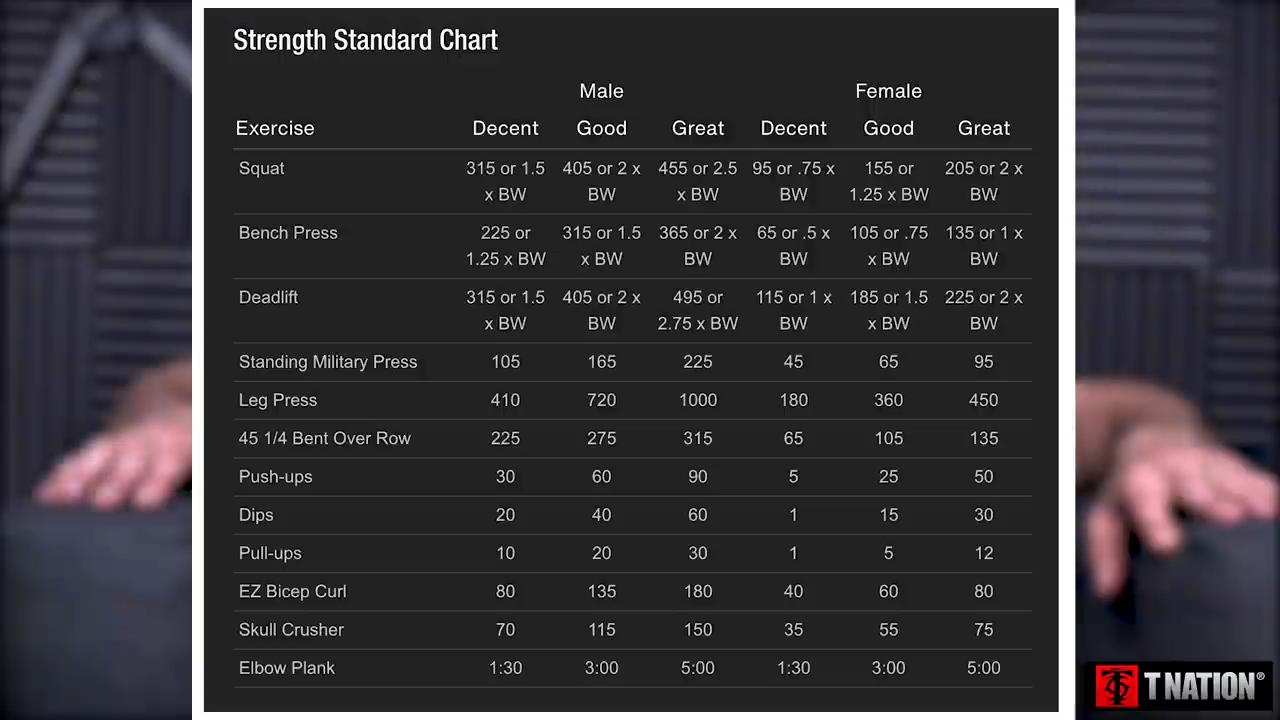 Strength Standard Chart
Male Female
Exercise Decent Good Great Decent Good Great
Squat 315 or 1.5 x BW 405 or 2 x BW 455 or 2.5 x BW 95 or .75 x BW 155 or 1.25 x BW 205 or 2 x BW
Bench Press 225 or 1.25 x BW 315 or 1.5 x BW 365 or 2 x BW 65 or .5 x BW 105 or .75 x BW 135 or 1 x BW
Deadlift 315 or 1.5 x BW 405 or 2 x BW 495 or 2.75 x BW 115 or 1 x BW 185 or 1.5 x BW 225 or 2 x BW
Standing Military Press 105 165 225 45 65 95
Leg Press 410 720 1000 180 360 450
45 1/4 Bent Over Row 225 275 315 65 105 135
Push-ups 30 60 90 5 25 50
Dips 20 40 60 1 15 30
Pull-ups 10 20 30 1 5 12
EZ Bicep Curl 80 135 180 40 60 80
Skull Crusher 70 115 150 35 55 75
Elbow Plank 1:30 3:00 5:00 1:30 3:00 5:00
T NATION®